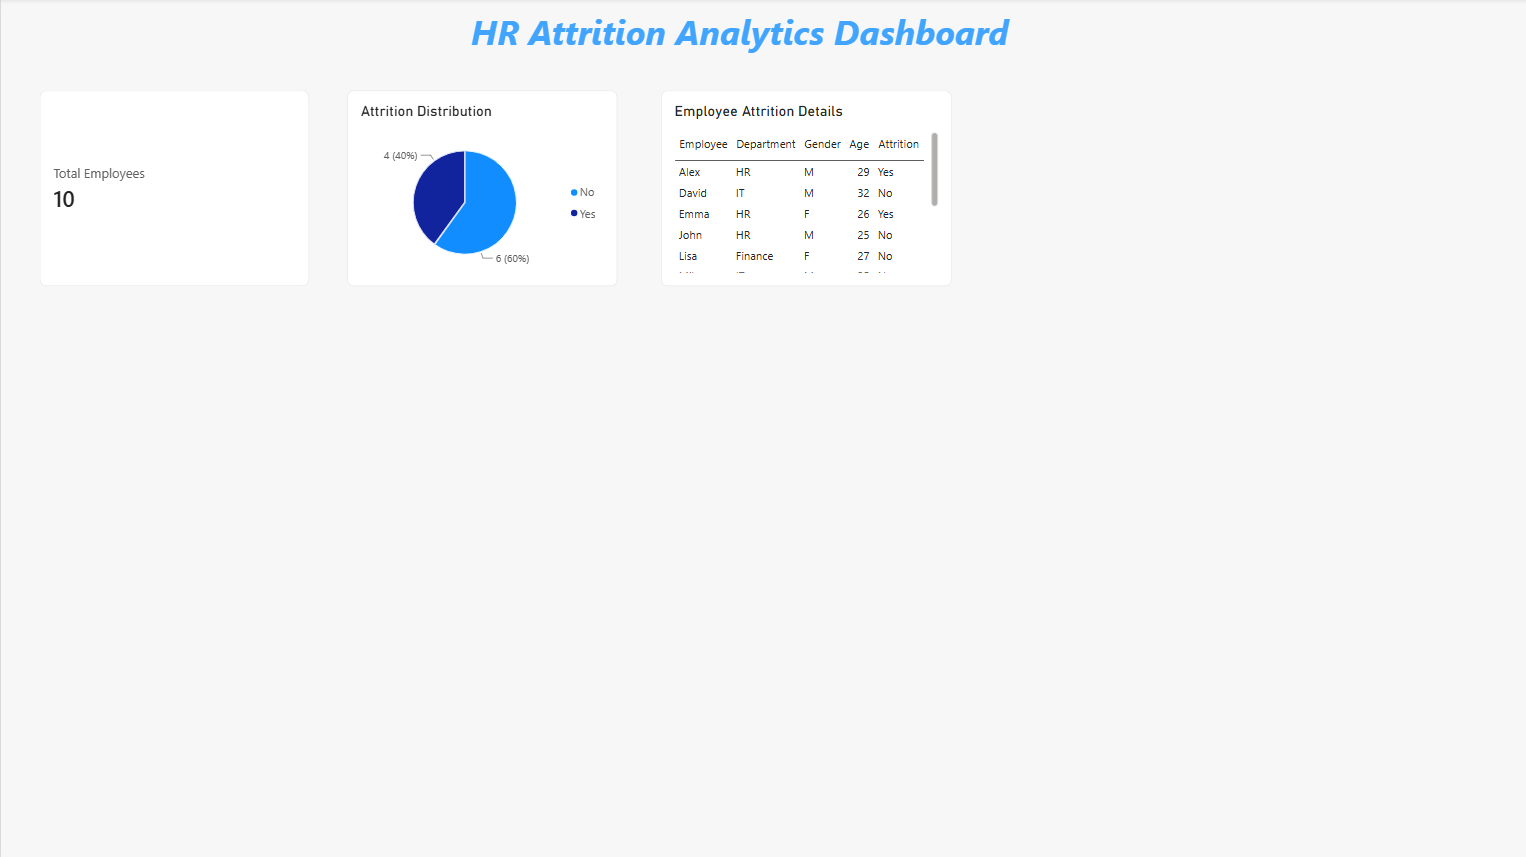 HR Attrition Analytics Dashboard
Total Employees
10
Attrition Distribution
4 (40%)
6 (60%)
No
Yes
Employee Attrition Details
Employee Department Gender Age Attrition
Alex HR M 29 Yes
David IT M 32 No
Emma HR F 26 Yes
John HR M 25 No
Lisa Finance F 27 No